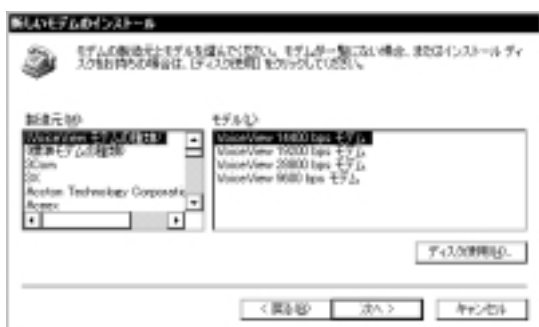 新しいモデムのインストール
モデムの製造元とモデルを選んでください。モデムが一覧にない場合、またはインストール ディ
スクをお持ちの場合は、[ディスク使用] をクリックしてください。
製造元(M)
モデル(L)
(VoiceView モデムの種類)
(標準モデムの種類)
3Com
3X
Acoton Technology Corporate
Aceex
VoiceView 14400 bps モデム
VoiceView 19200 bps モデム
VoiceView 28800 bps モデム
VoiceView 9600 bps モデム
ディスク使用(H)...
< 戻る(B)
次へ >
キャンセル